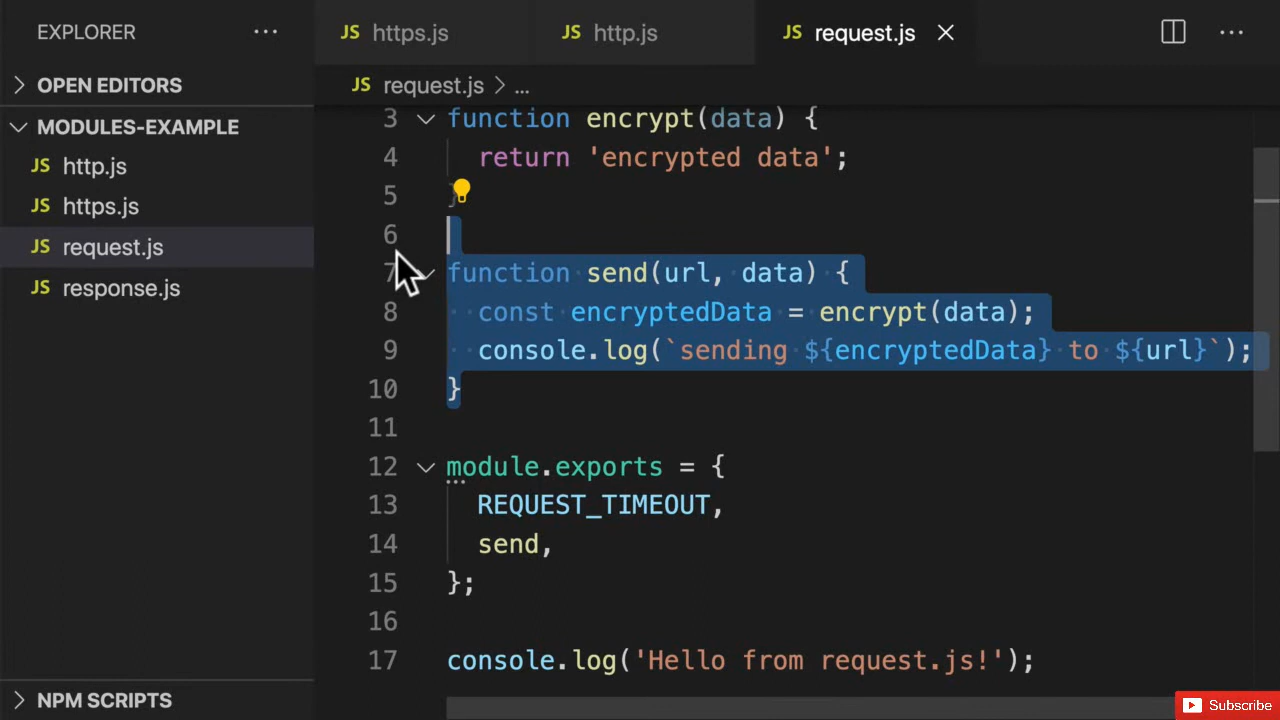 EXPLORER
OPEN EDITORS
MODULES-EXAMPLE
JS http.js
JS https.js
JS request.js
JS response.js
NPM SCRIPTS
JS https.js JS http.js JS request.js
JS request.js > ...
3 function encrypt(data) {
4 return 'encrypted data';
5 }
6
7 function send(url, data) {
8 const encryptedData = encrypt(data);
9 console.log(`sending ${encryptedData} to ${url}`);
10 }
11
12 module.exports = {
13 REQUEST_TIMEOUT,
14 send,
15 };
16
17 console.log('Hello from request.js!');
Subscribe